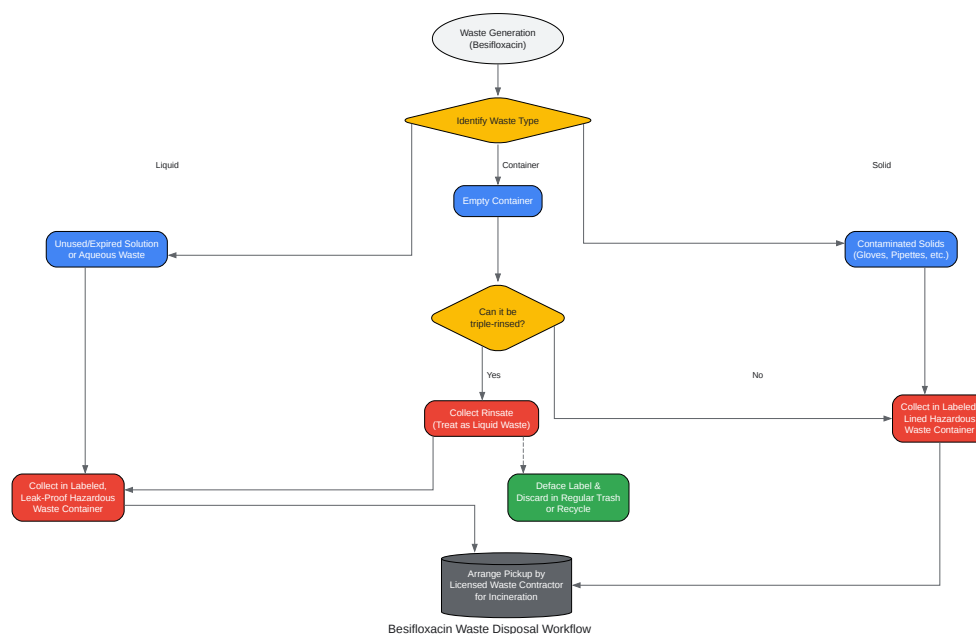 Waste Generation
(Besifloxacin)
Identify Waste Type
Liquid
Container
Solid
Empty Container
Unused/Expired Solution
or Aqueous Waste
Contaminated Solids
(Gloves, Pipettes, etc.)
Can it be
triple-rinsed?
Yes
No
Collect Rinsate
(Treat as Liquid Waste)
Collect in Labeled,
Lined Hazardous
Waste Container
Collect in Labeled,
Leak-Proof Hazardous
Waste Container
Deface Label &
Discard in Regular Trash
or Recycle
Arrange Pickup by
Licensed Waste Contractor
for Incineration
Besifloxacin Waste Disposal Workflow